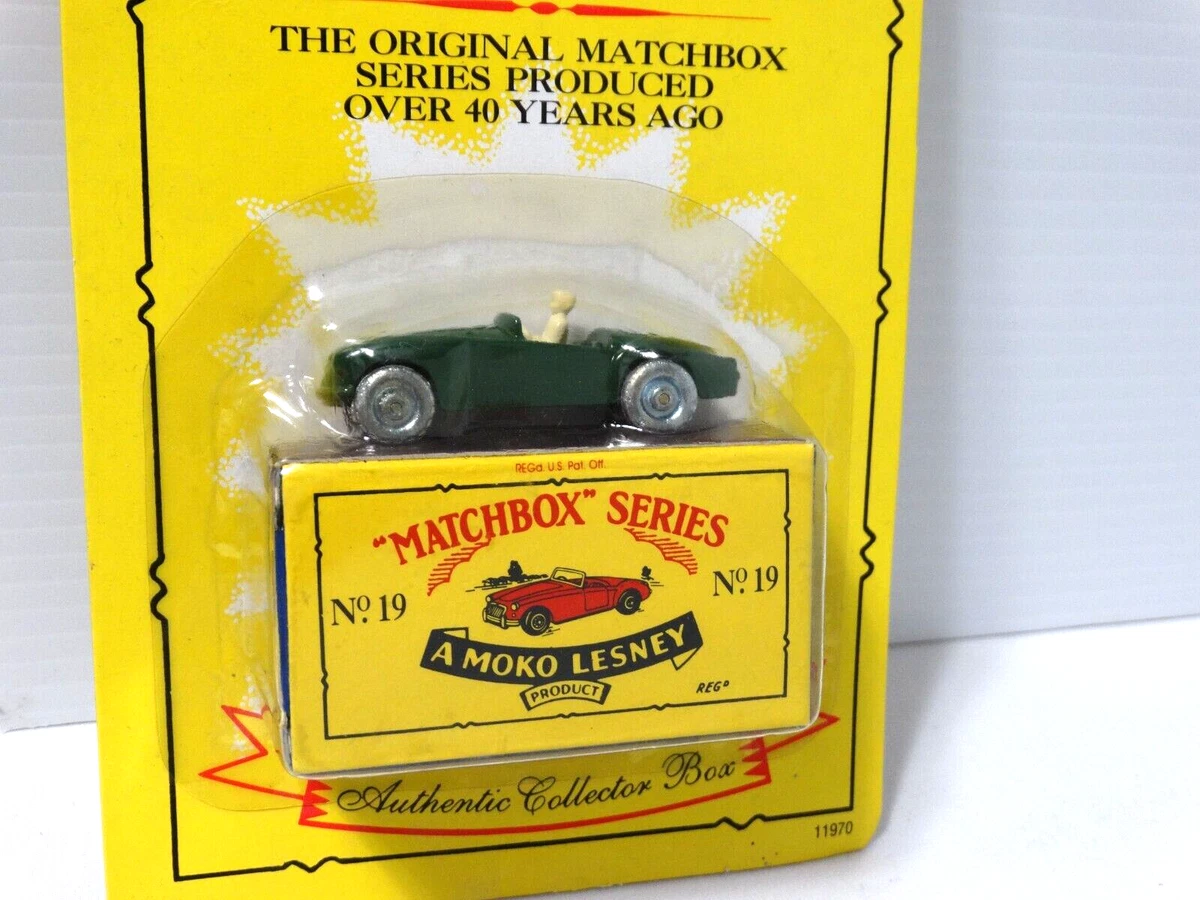 THE ORIGINAL MATCHBOX
SERIES PRODUCED
OVER 40 YEARS AGO
REGd. U.S. Pat. Off.
"MATCHBOX" SERIES
Nº 19
Nº 19
A MOKO LESNEY
PRODUCT
REGD
Authentic Collector Box
11970